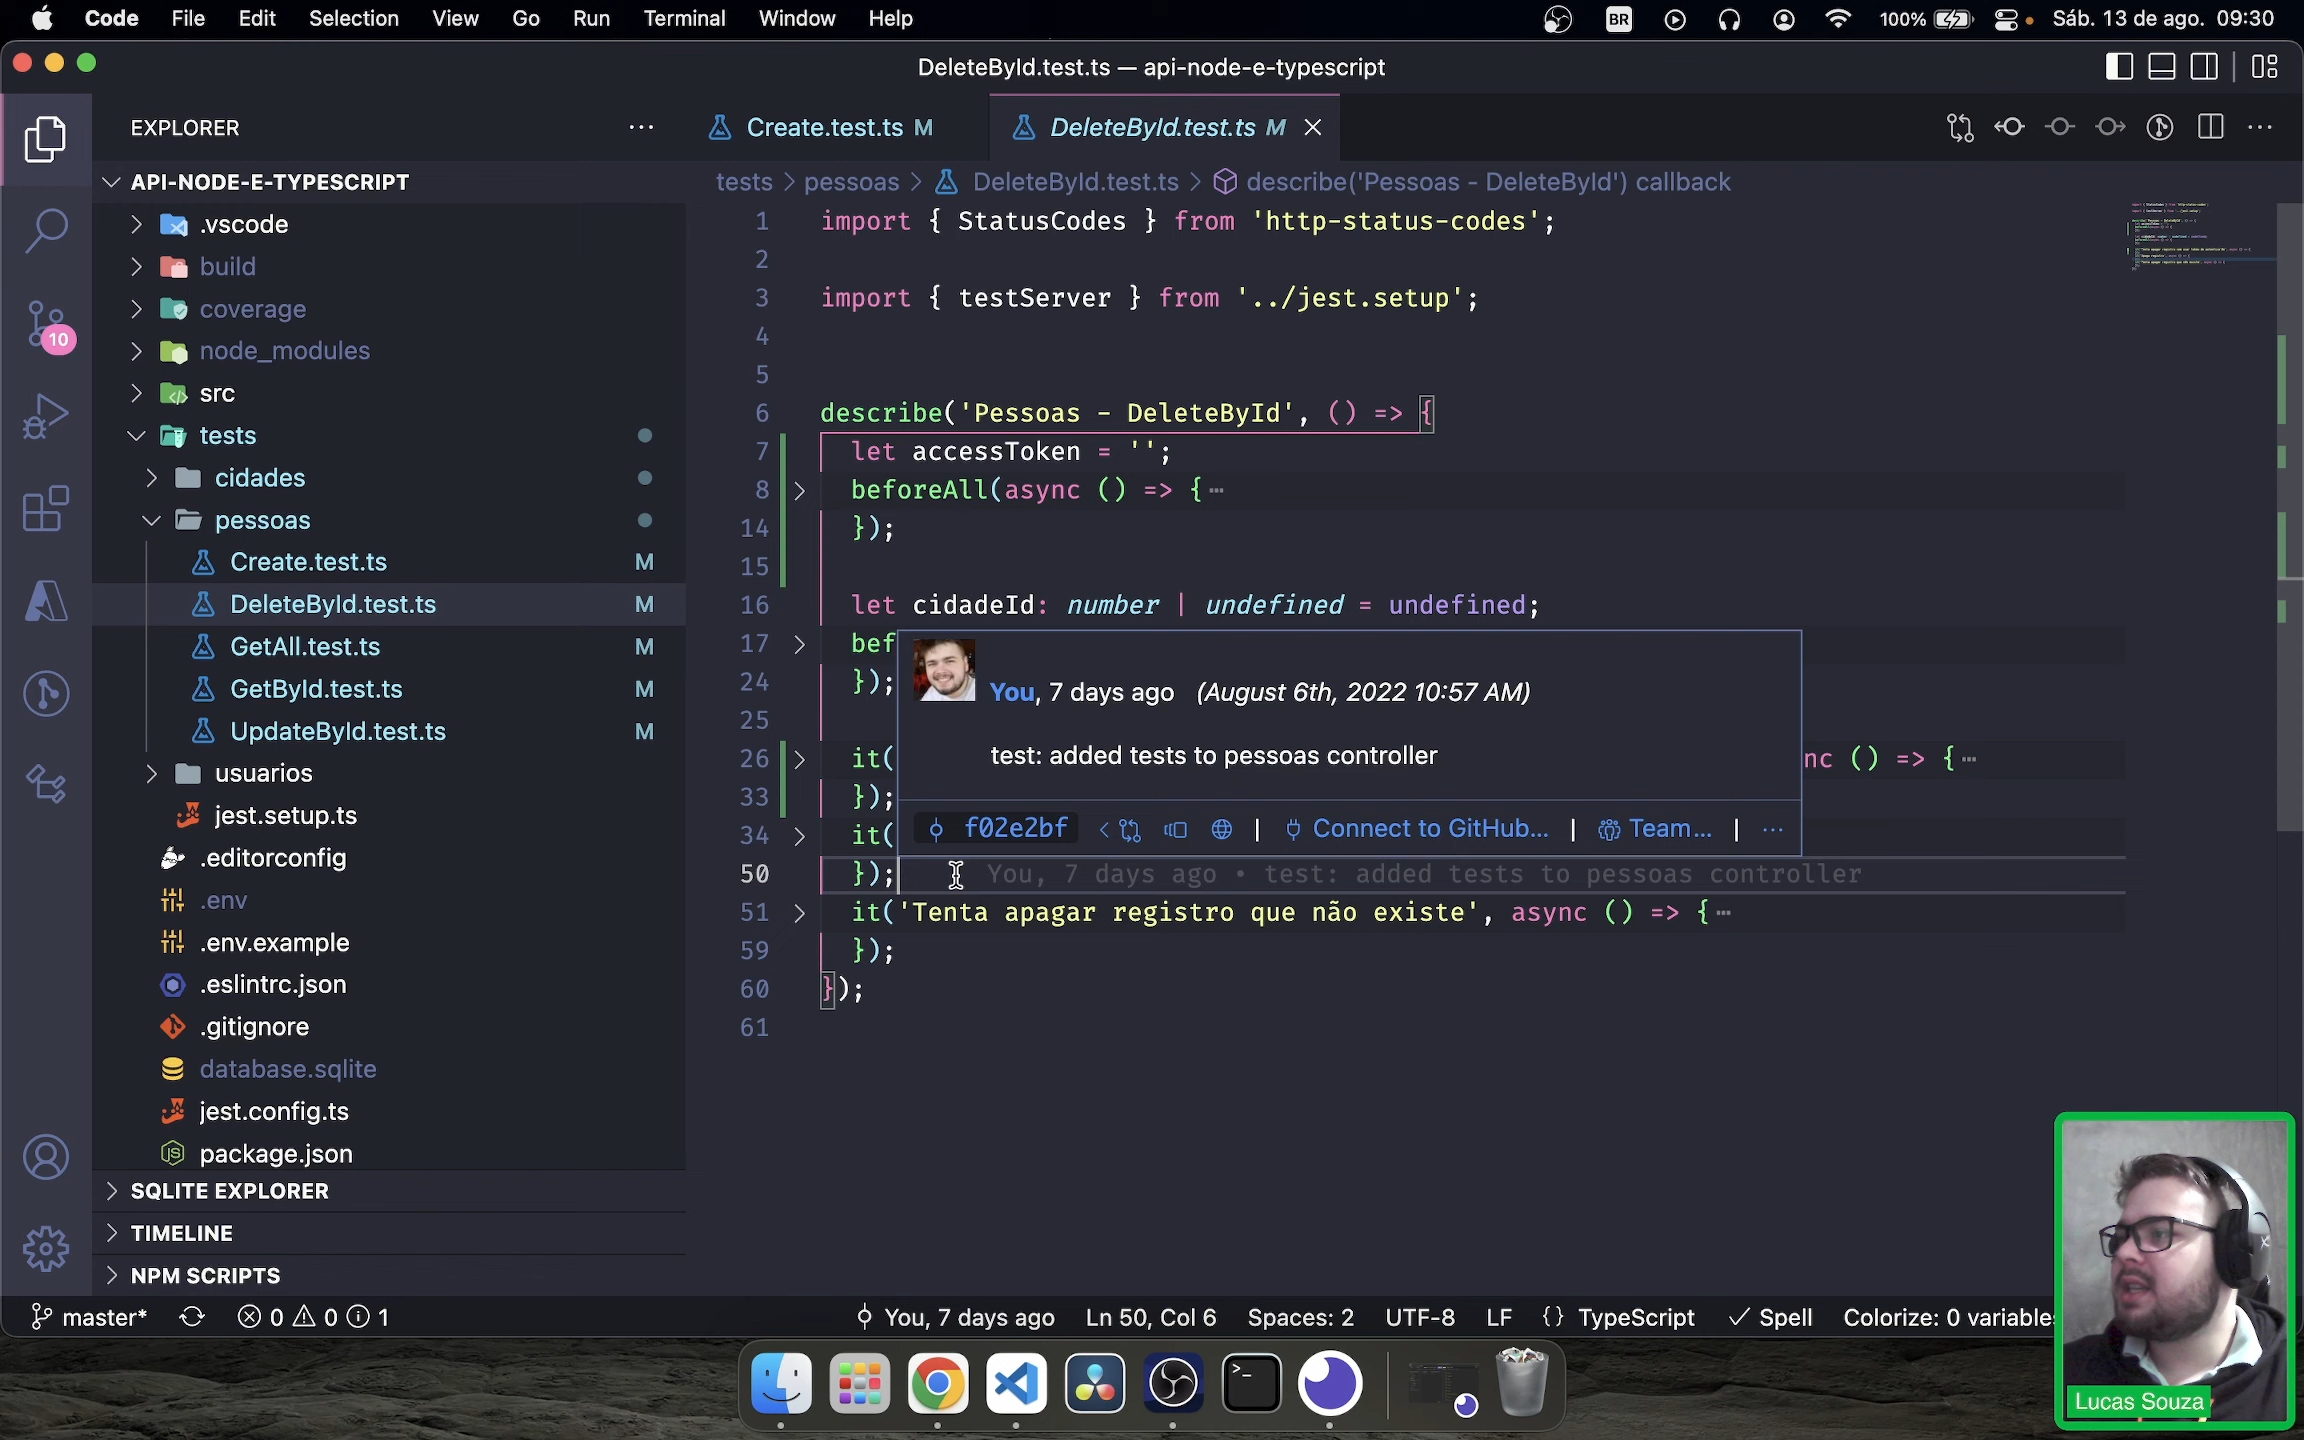 Code File Edit Selection View Go Run Terminal Window Help BR 100% Sáb. 13 de ago. 09:30
DeleteById.test.ts — api-node-e-typescript
EXPLORER
Create.test.ts M DeleteById.test.ts M
API-NODE-E-TYPESCRIPT
tests > pessoas > DeleteById.test.ts > describe('Pessoas - DeleteById') callback
.vscode
build
coverage
node_modules
src
tests
cidades
pessoas
Create.test.ts M
DeleteById.test.ts M
GetAll.test.ts M
GetById.test.ts M
UpdateById.test.ts M
usuarios
jest.setup.ts
.editorconfig
.env
.env.example
.eslintrc.json
.gitignore
database.sqlite
jest.config.ts
package.json
SQLITE EXPLORER
TIMELINE
NPM SCRIPTS
10
1 import { StatusCodes } from 'http-status-codes';
2
3 import { testServer } from '../jest.setup';
4
5
6 describe('Pessoas - DeleteById', () => {
7 let accessToken = '';
8 beforeAll(async () => {
14 });
15
16 let cidadeId: number | undefined = undefined;
17 bef
24 });
25
26 it( nc () => {
33 });
34 it(
50 }); You, 7 days ago • test: added tests to pessoas controller
51 it('Tenta apagar registro que não existe', async () => {
59 });
60 });
61
You, 7 days ago (August 6th, 2022 10:57 AM)
test: added tests to pessoas controller
f02e2bf | Connect to GitHub... | Team... | ...
master* 0 0 1 You, 7 days ago Ln 50, Col 6 Spaces: 2 UTF-8 LF {} TypeScript Spell Colorize: 0 variables
Lucas Souza